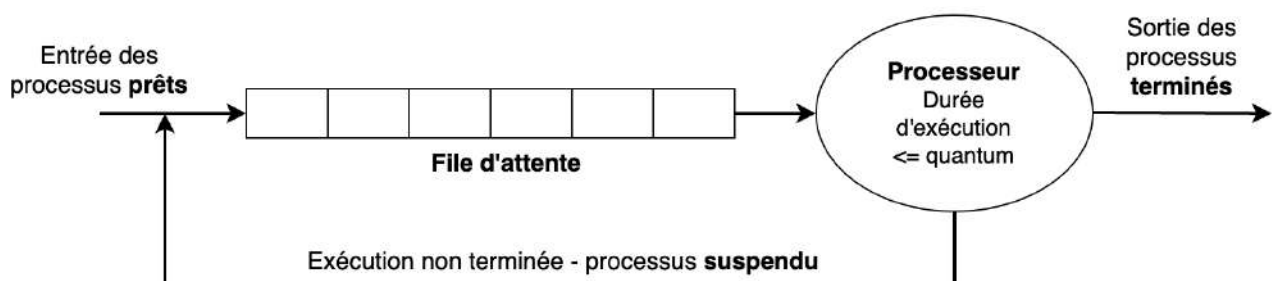 Entrée des
processus prêts
File d'attente
Processeur
Durée
d'exécution
<= quantum
Sortie des
processus
terminés
Exécution non terminée - processus suspendu